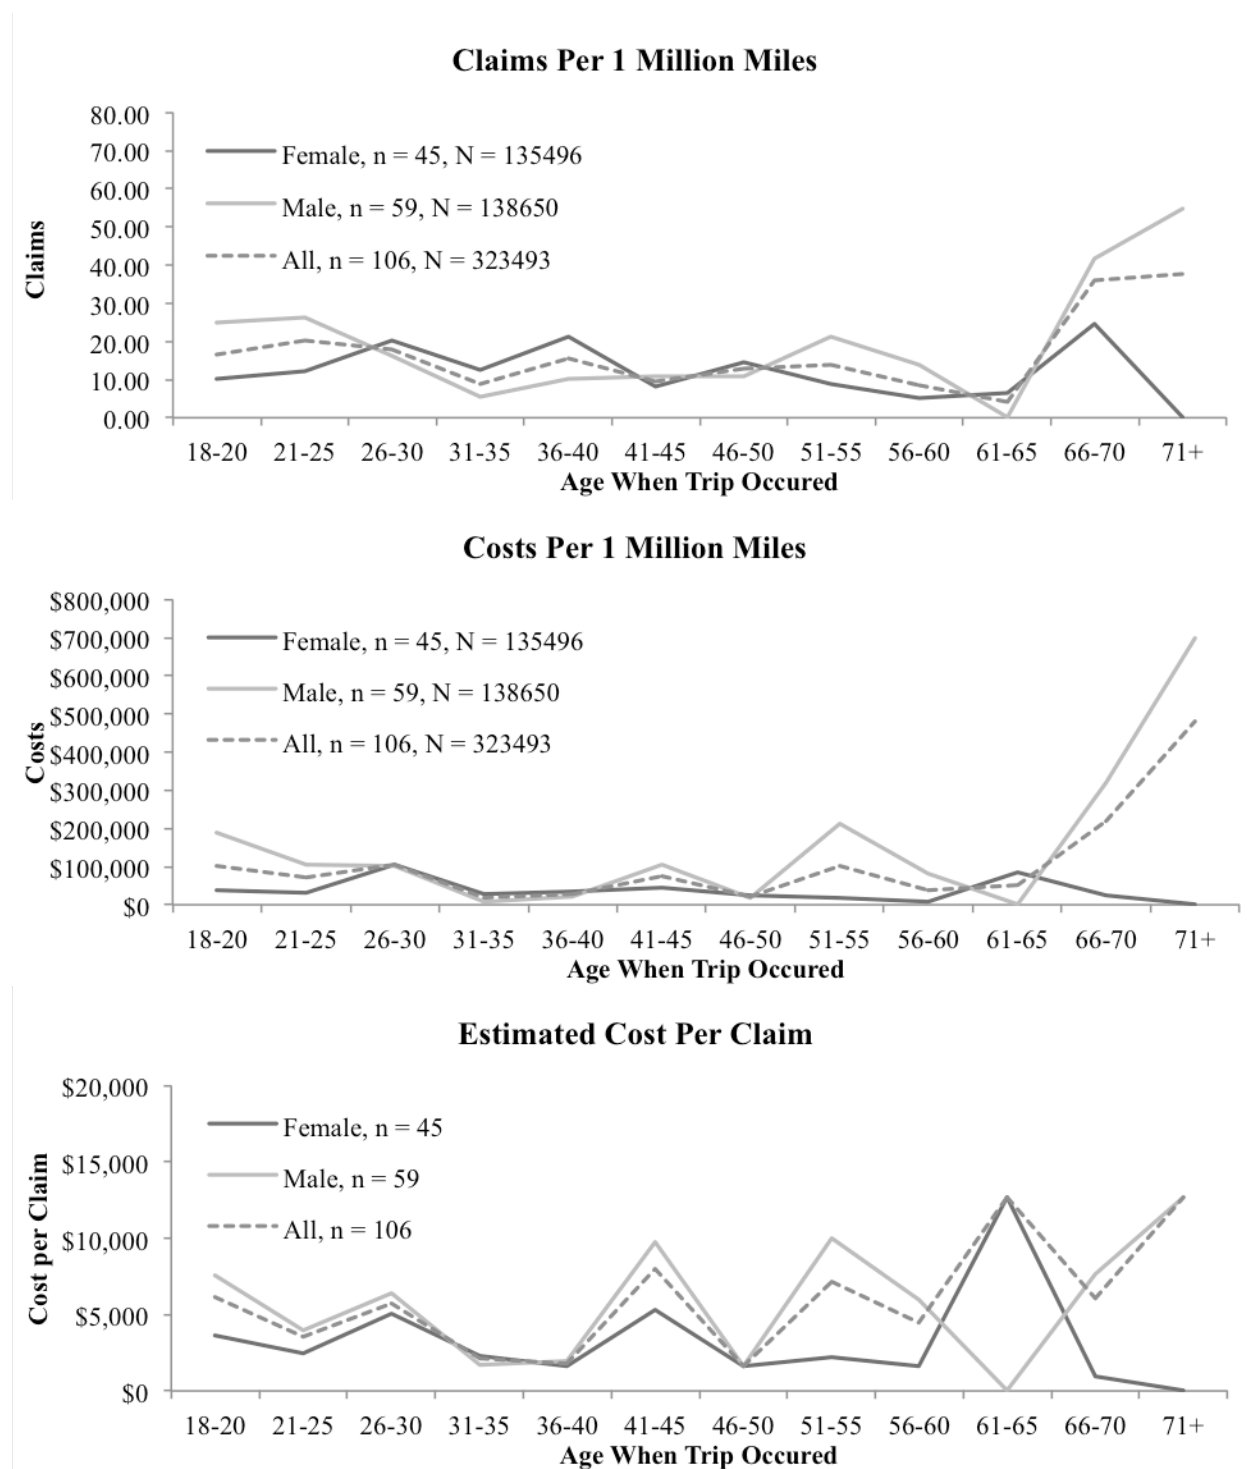 Claims Per 1 Million Miles
80.00
70.00
60.00
50.00
40.00
30.00
20.00
10.00
0.00
Claims
Female, n = 45, N = 135496
Male, n = 59, N = 138650
All, n = 106, N = 323493
18-20 21-25 26-30 31-35 36-40 41-45 46-50 51-55 56-60 61-65 66-70 71+
Age When Trip Occured
Costs Per 1 Million Miles
$800,000
$700,000
$600,000
$500,000
$400,000
$300,000
$200,000
$100,000
$0
Costs
Female, n = 45, N = 135496
Male, n = 59, N = 138650
All, n = 106, N = 323493
18-20 21-25 26-30 31-35 36-40 41-45 46-50 51-55 56-60 61-65 66-70 71+
Age When Trip Occured
Estimated Cost Per Claim
$20,000
$15,000
$10,000
$5,000
$0
Cost per Claim
Female, n = 45
Male, n = 59
All, n = 106
18-20 21-25 26-30 31-35 36-40 41-45 46-50 51-55 56-60 61-65 66-70 71+
Age When Trip Occured